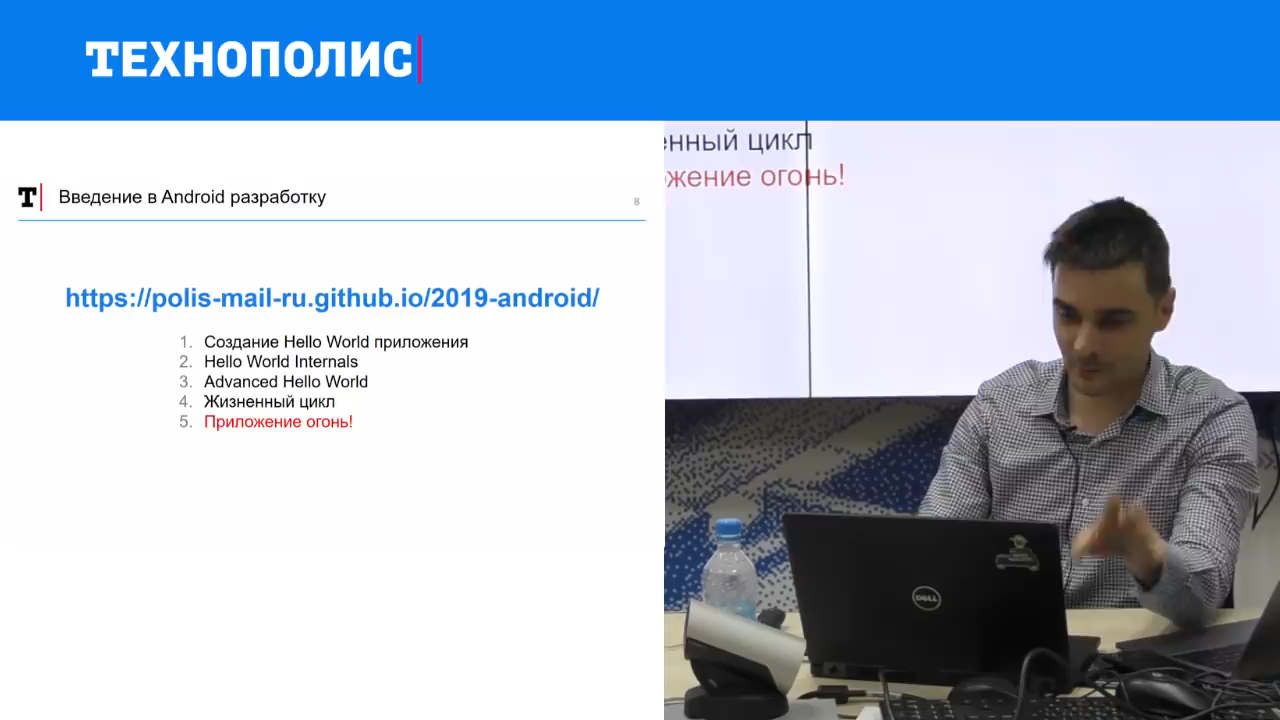 ТЕХНОПОЛИС
Т Введение в Android разработку
8
https://polis-mail-ru.github.io/2019-android/
1. Создание Hello World приложения
2. Hello World Internals
3. Advanced Hello World
4. Жизненный цикл
5. Приложение огонь!
енный цикл
жение огонь!
DELL